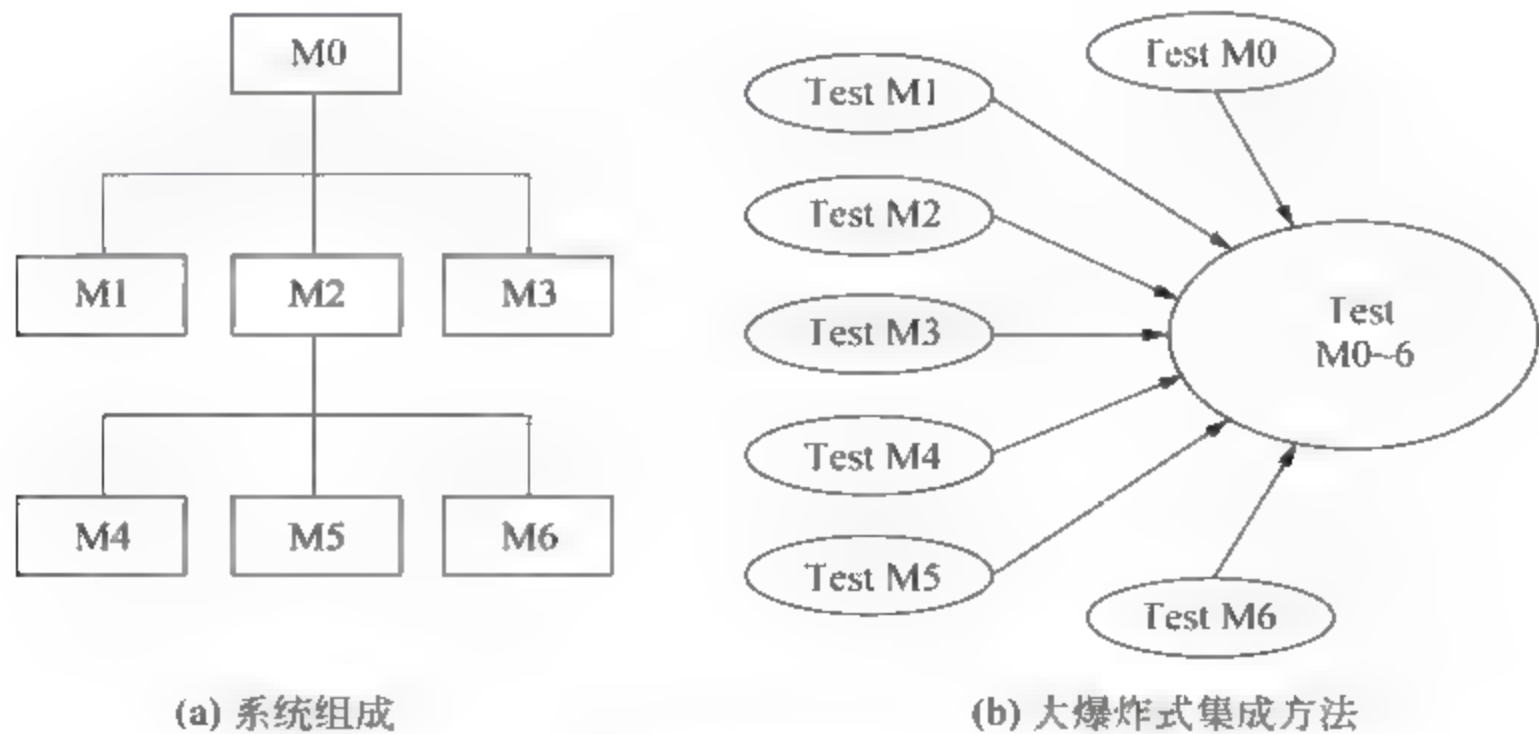 M0
M1
M2
M3
M4
M5
M6
(a) 系统组成
Test M0
Test M1
Test M2
Test M3
Test M4
Test M5
Test M6
Test
M0~6
(b) 大爆炸式集成方法